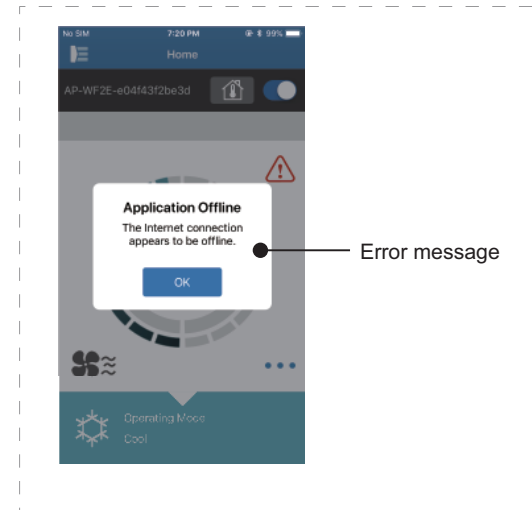 No SIM 7:20 PM 99%
Home
AP-WF2E-e04f43f2be3d
Application Offline
The Internet connection
appears to be offline.
Error message
OK
Operating Mode
Cool